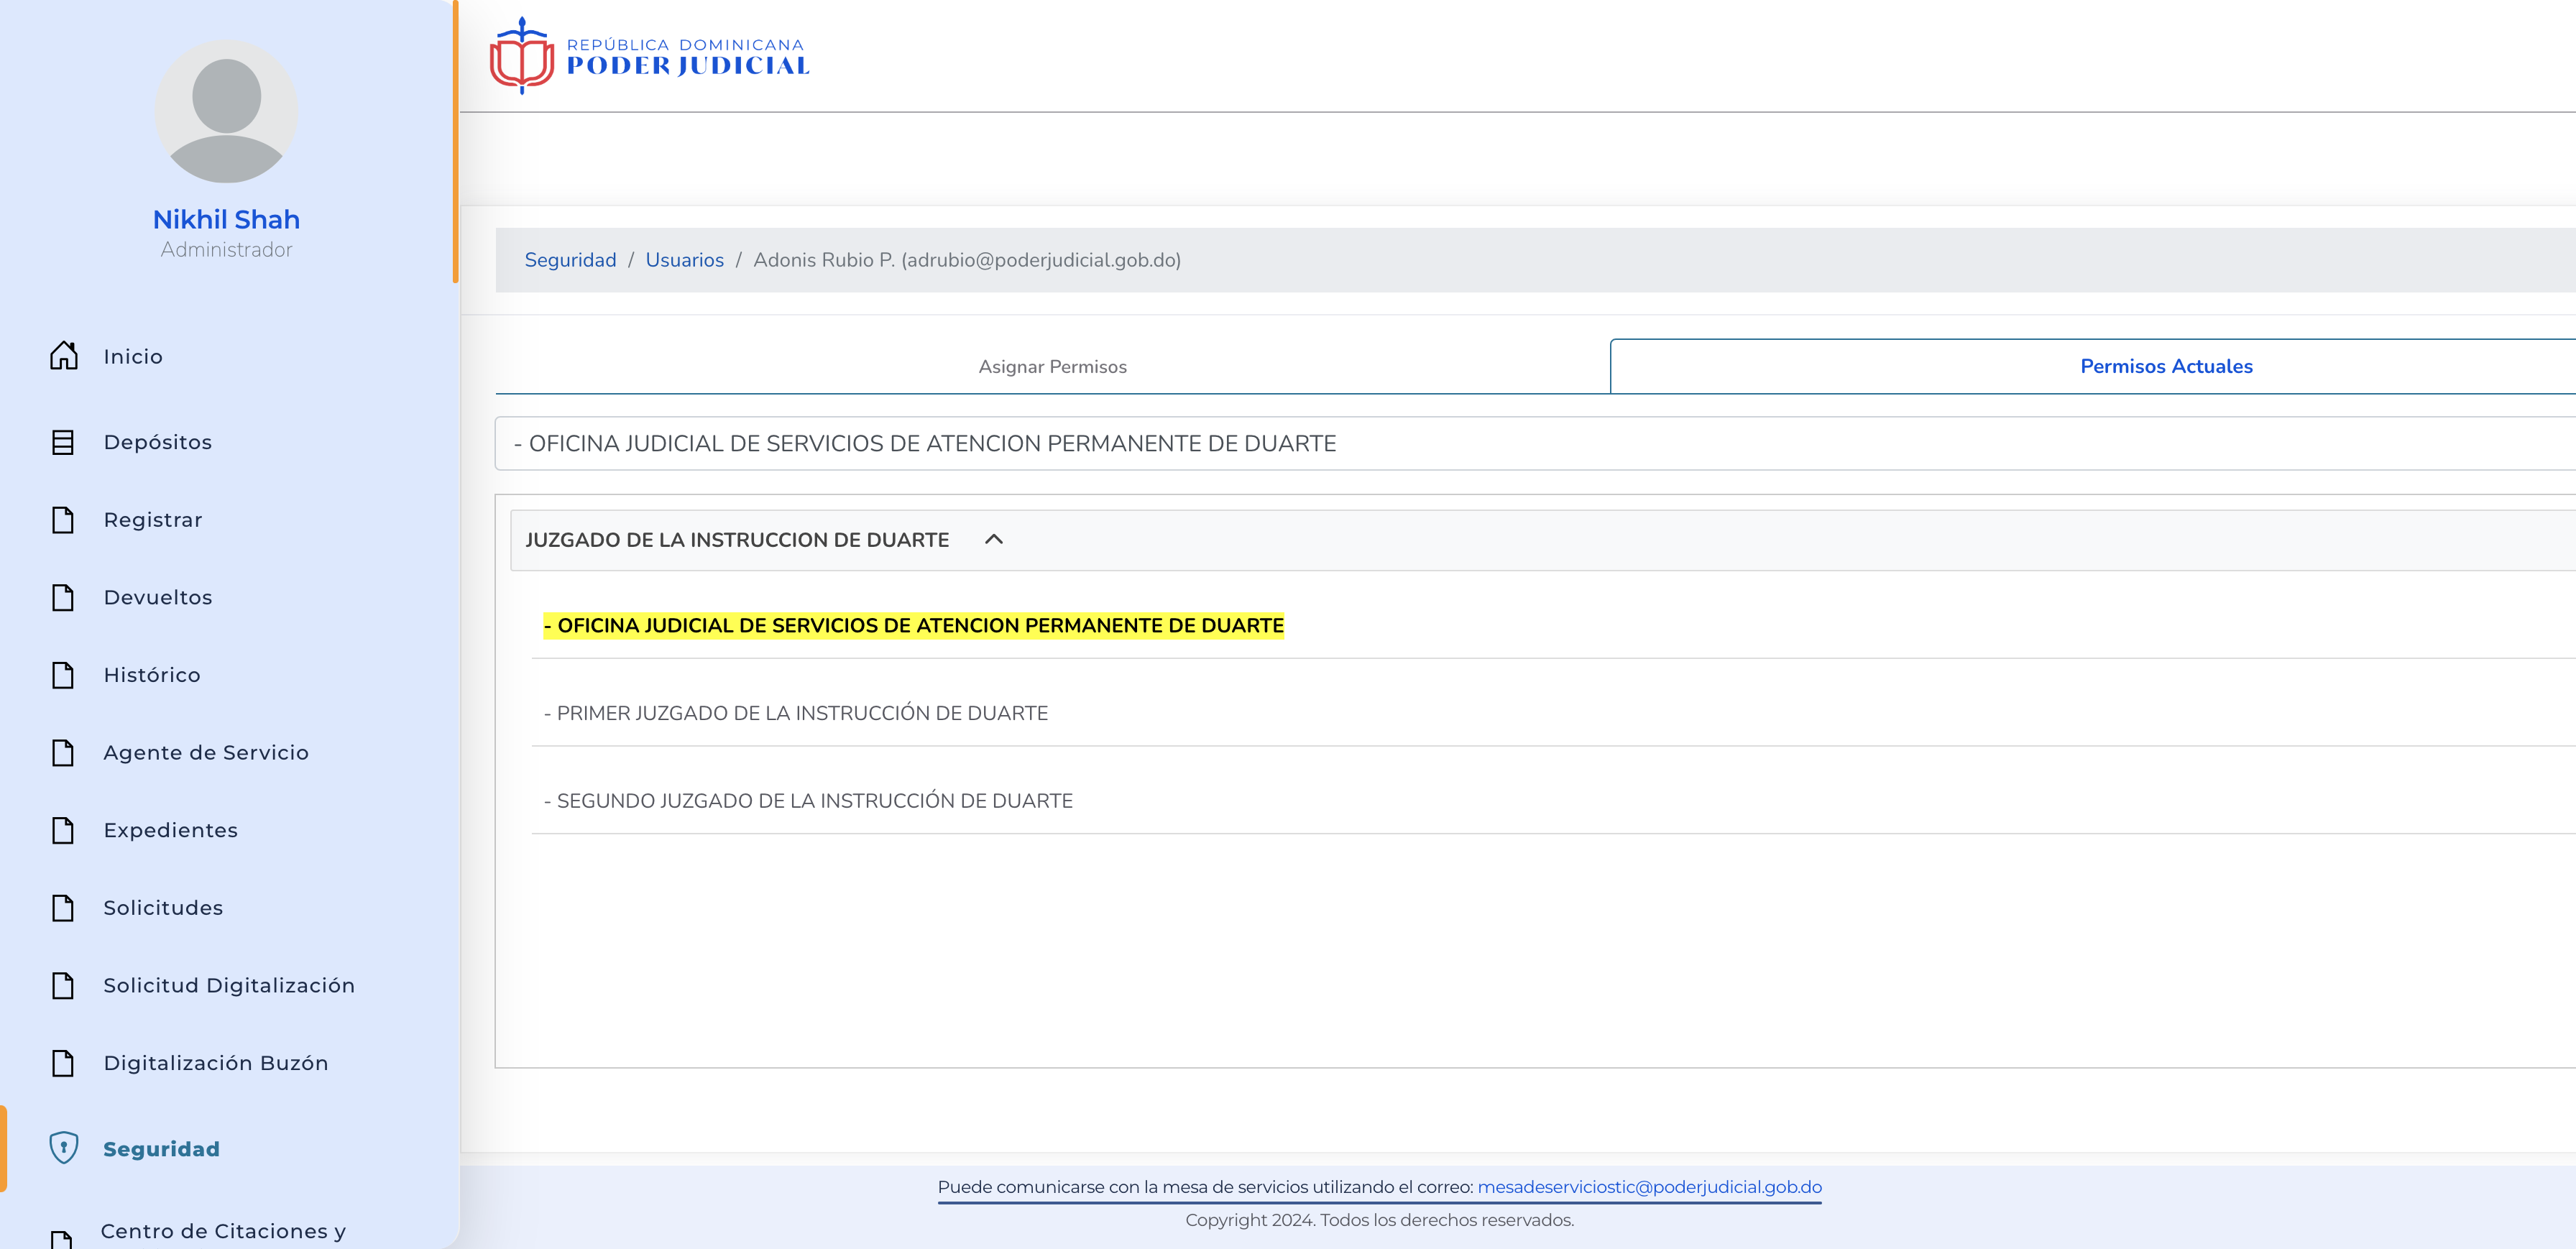 Nikhil Shah
Administrador
Inicio
Depósitos
Registrar
Devueltos
Histórico
Agente de Servicio
Expedientes
Solicitudes
Solicitud Digitalización
Digitalización Buzón
Seguridad
Centro de Citaciones y
REPÚBLICA DOMINICANA
PODER JUDICIAL
Seguridad / Usuarios / Adonis Rubio P. (adrubio@poderjudicial.gob.do)
Asignar Permisos
Permisos Actuales
- OFICINA JUDICIAL DE SERVICIOS DE ATENCION PERMANENTE DE DUARTE
JUZGADO DE LA INSTRUCCION DE DUARTE
- OFICINA JUDICIAL DE SERVICIOS DE ATENCION PERMANENTE DE DUARTE
- PRIMER JUZGADO DE LA INSTRUCCIÓN DE DUARTE
- SEGUNDO JUZGADO DE LA INSTRUCCIÓN DE DUARTE
Puede comunicarse con la mesa de servicios utilizando el correo: mesadeserviciostic@poderjudicial.gob.do
Copyright 2024. Todos los derechos reservados.